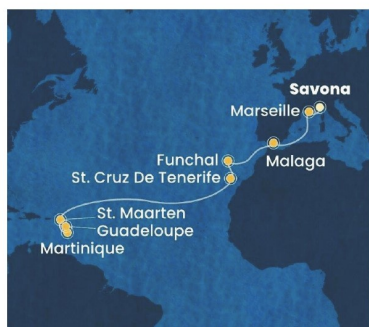 Savona
Marseille
Malaga
Funchal
St. Cruz De Tenerife
St. Maarten
Guadeloupe
Martinique